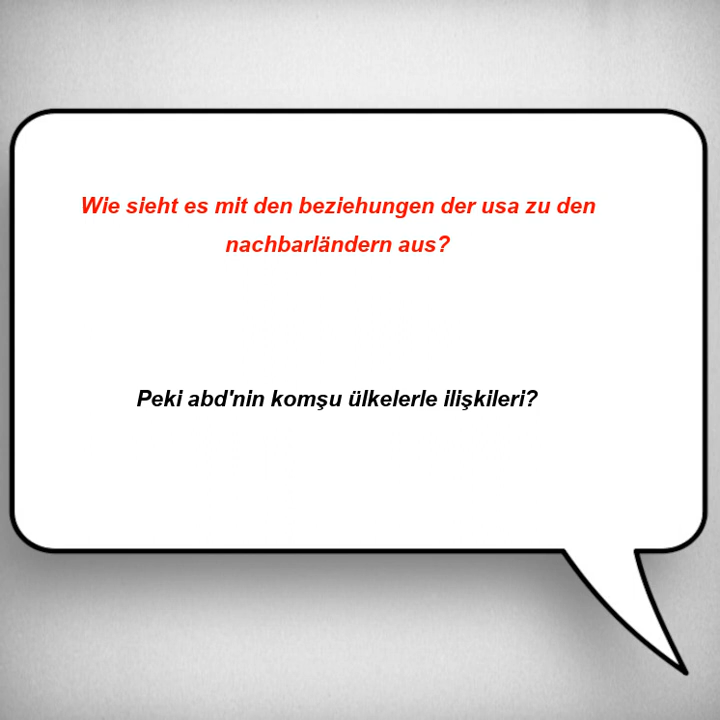 Wie sieht es mit den beziehungen der usa zu den
nachbarländern aus?
Peki abd'nin komşu ülkelerle ilişkileri?